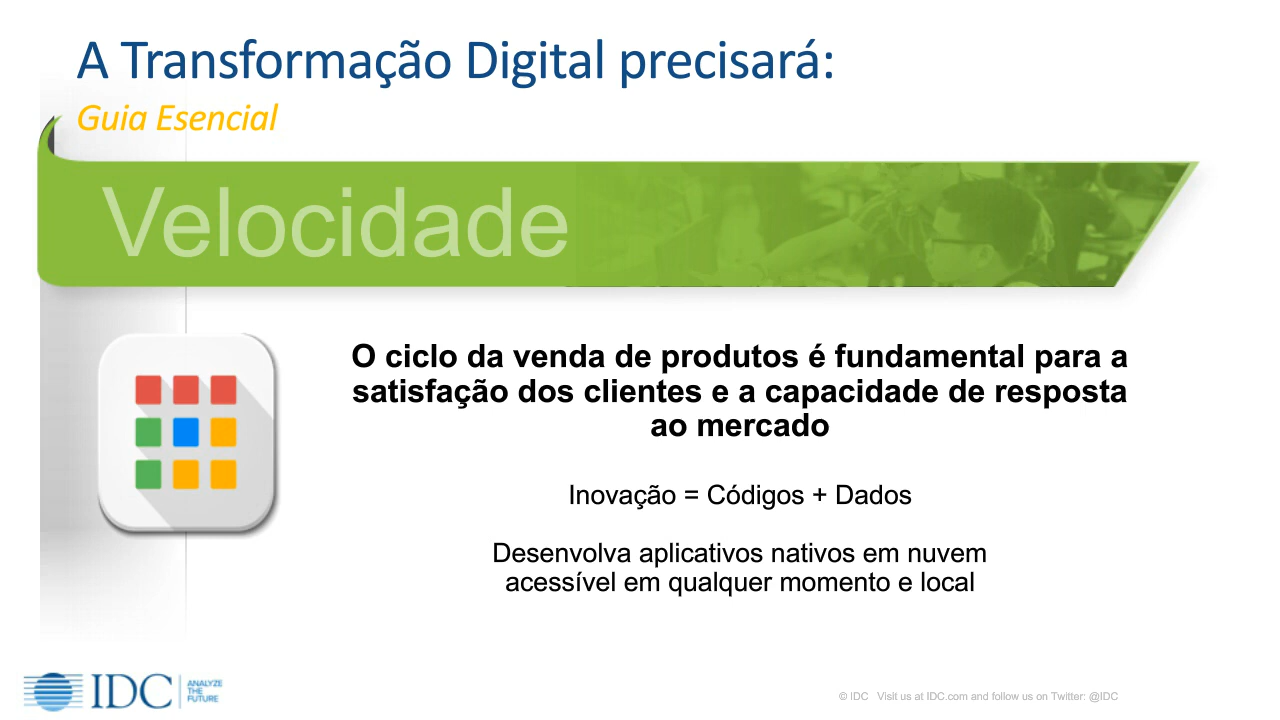 A Transformação Digital precisará:
Guia Esencial
Velocidade
O ciclo da venda de produtos é fundamental para a
satisfação dos clientes e a capacidade de resposta
ao mercado
Inovação = Códigos + Dados
Desenvolva aplicativos nativos em nuvem
acessível em qualquer momento e local
IDC
ANALYZE
THE
FUTURE
© IDC Visit us at IDC.com and follow us on Twitter: @IDC